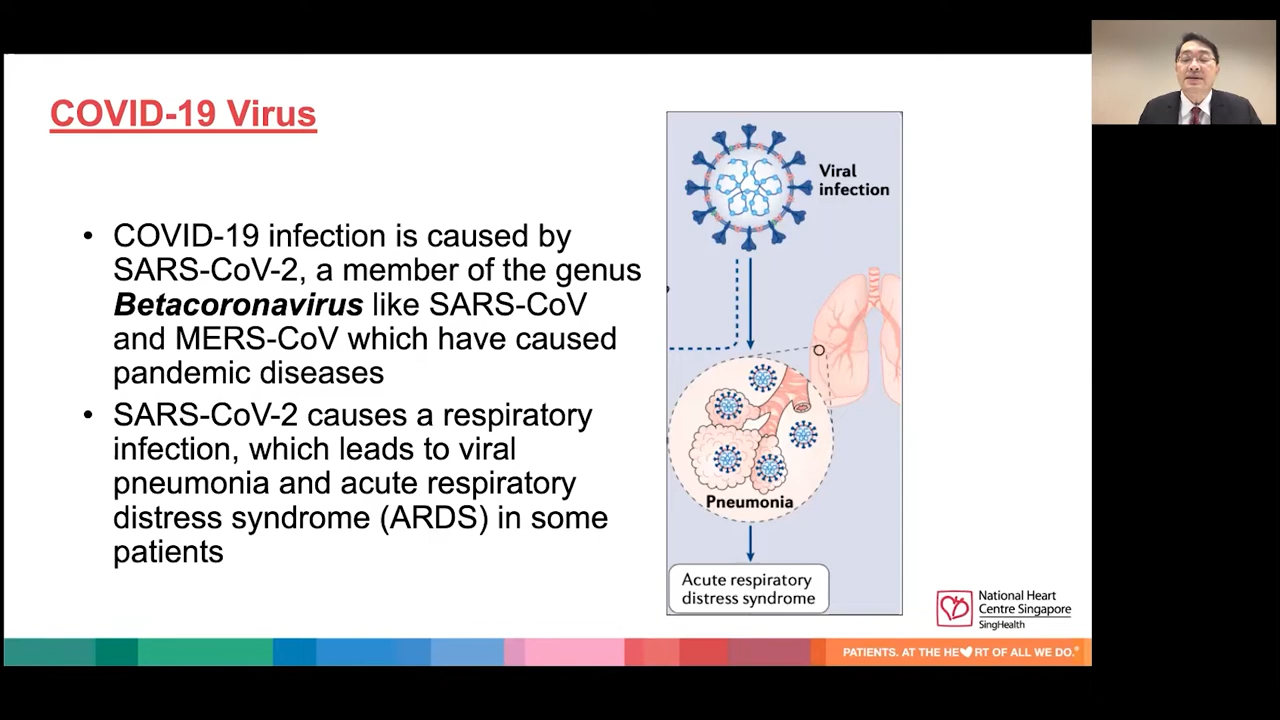 COVID-19 Virus
• COVID-19 infection is caused by
SARS-CoV-2, a member of the genus
Betacoronavirus like SARS-CoV
and MERS-CoV which have caused
pandemic diseases
• SARS-CoV-2 causes a respiratory
infection, which leads to viral
pneumonia and acute respiratory
distress syndrome (ARDS) in some
patients
Viral
infection
Pneumonia
Acute respiratory
distress syndrome
National Heart
Centre Singapore
SingHealth
PATIENTS. AT THE HE♥RT OF ALL WE DO.®